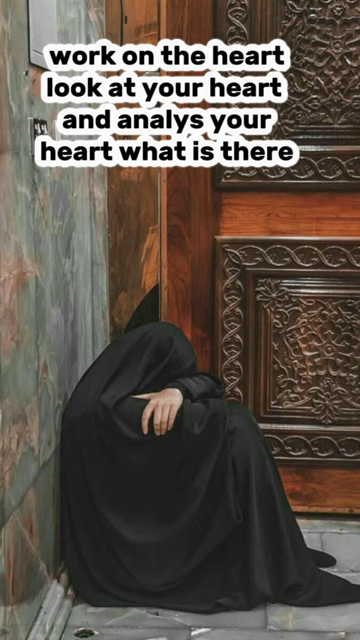 work on the heart
look at your heart
and analys your
heart what is there